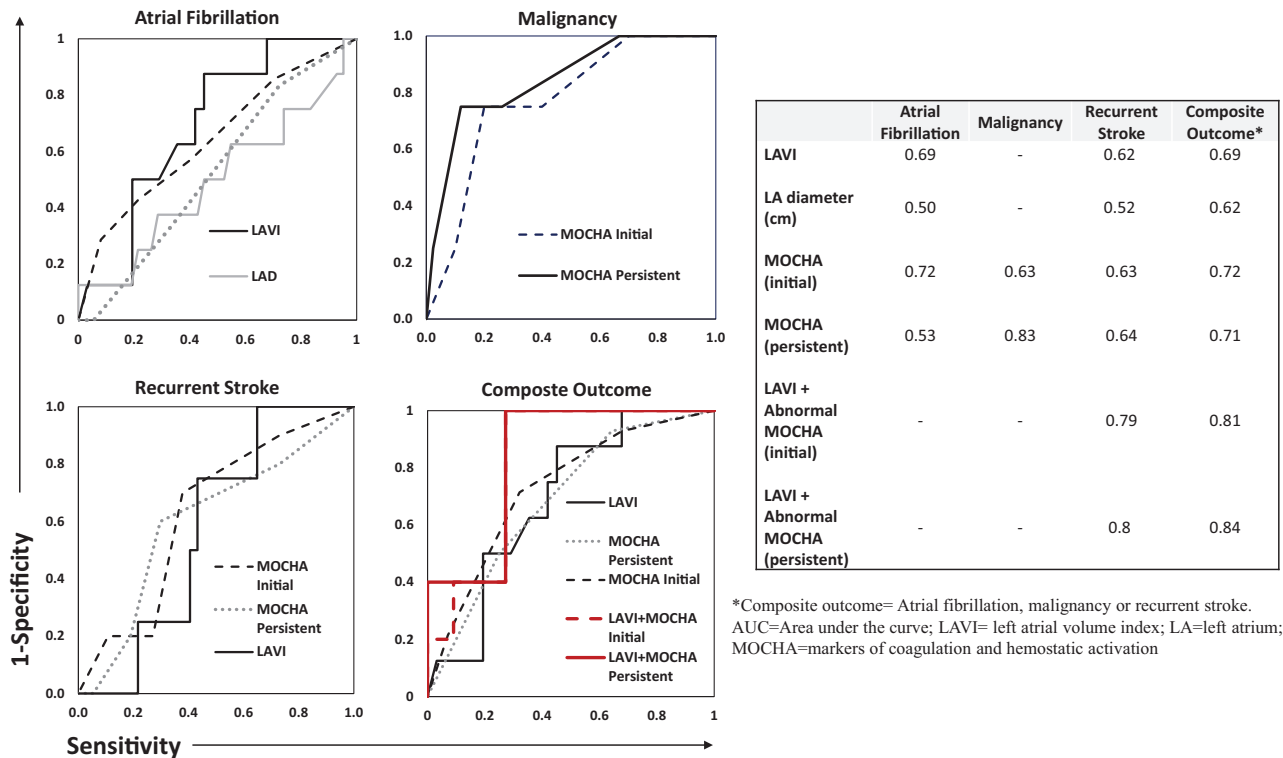 Atrial Fibrillation
1
0.8
0.6
0.4
0.2
0
0
0.2
0.4
0.6
0.8
1
LAVI
LAD
Malignancy
1.0
0.8
0.6
0.4
0.2
0.0
0.0
0.2
0.4
0.6
0.8
1.0
MOCHA Initial
MOCHA Persistent
Recurrent Stroke
1.0
0.8
0.6
0.4
0.2
0.0
0.0
0.2
0.4
0.6
0.8
1.0
MOCHA
Initial
MOCHA
Persistent
LAVI
Composte Outcome
1
0.8
0.6
0.4
0.2
0
0
0.2
0.4
0.6
0.8
1
LAVI
MOCHA
Persistent
MOCHA Initial
LAVI+MOCHA
Initial
LAVI+MOCHA
Persistent
1-Specificity
Sensitivity
Atrial Fibrillation Malignancy Recurrent Stroke Composite Outcome*
LAVI 0.69 - 0.62 0.69
LA diameter (cm) 0.50 - 0.52 0.62
MOCHA (initial) 0.72 0.63 0.63 0.72
MOCHA (persistent) 0.53 0.83 0.64 0.71
LAVI + Abnormal MOCHA (initial) - - 0.79 0.81
LAVI + Abnormal MOCHA (persistent) - - 0.8 0.84
*Composite outcome= Atrial fibrillation, malignancy or recurrent stroke.
AUC=Area under the curve; LAVI= left atrial volume index; LA=left atrium;
MOCHA=markers of coagulation and hemostatic activation